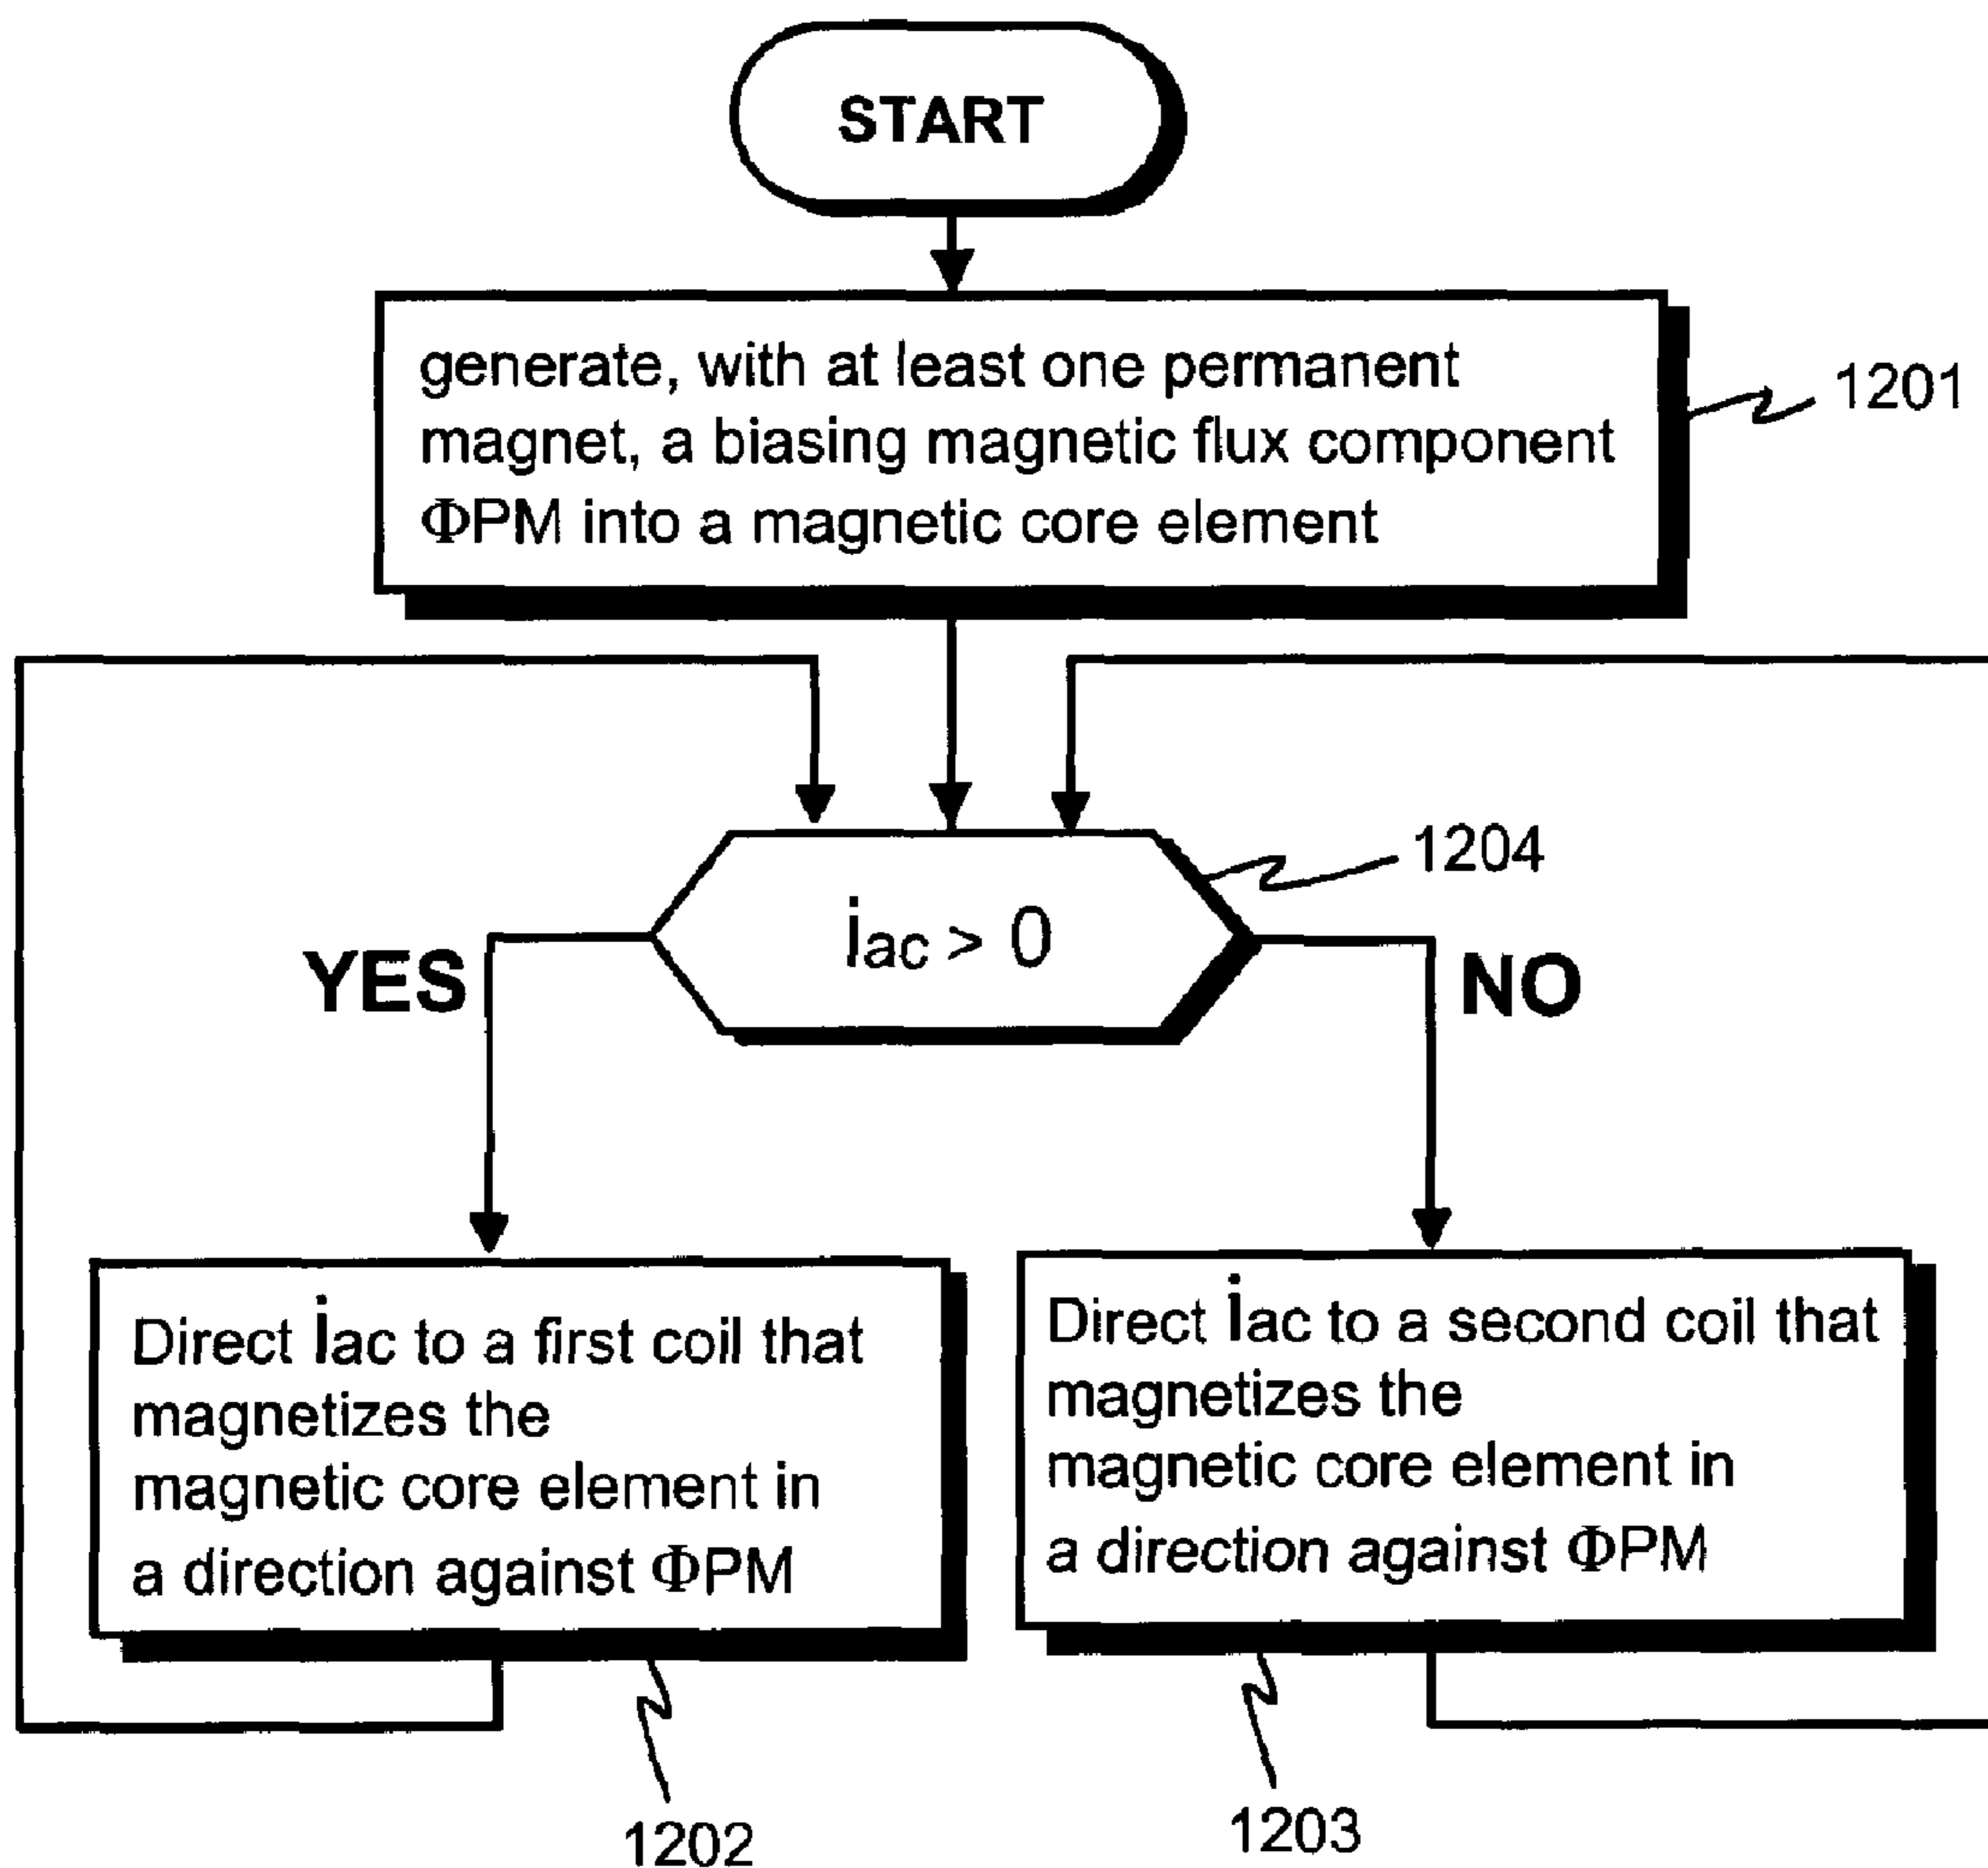 START
generate, with at least one permanent
magnet, a biasing magnetic flux component
ΦPM into a magnetic core element
1201
1204
iac > 0
YES
NO
Direct iac to a first coil that
magnetizes the
magnetic core element in
a direction against ΦPM
Direct iac to a second coil that
magnetizes the
magnetic core element in
a direction against ΦPM
1202
1203